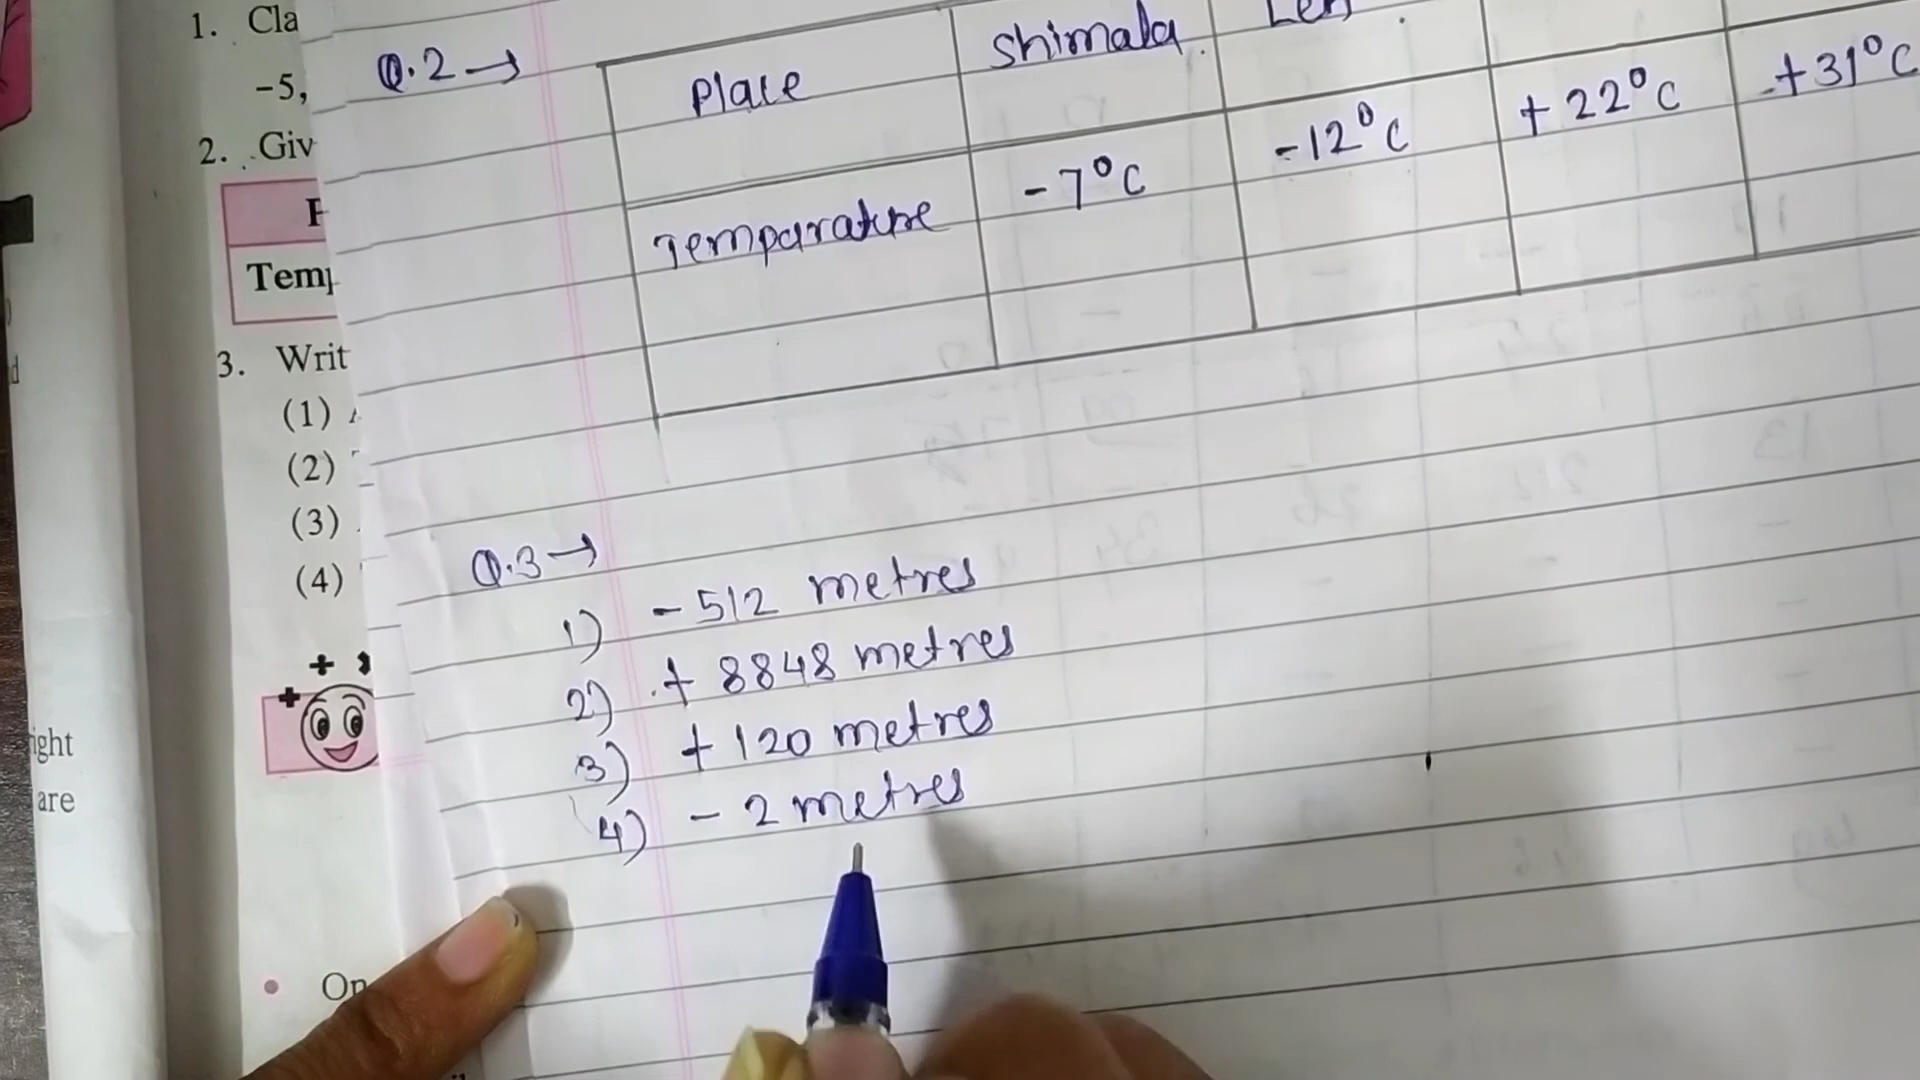 1. Cla
-5,
2. Giv
Temp
3. Writ
(1)
(2)
(3)
(4)
On
ight
are
Q.2 →
Place Shimala Leh
Temparature -7°C -12°C +22°C +31°C
Q.3 →
1) - 512 metres
2) + 8848 metres
3) + 120 metres
4) - 2 metres